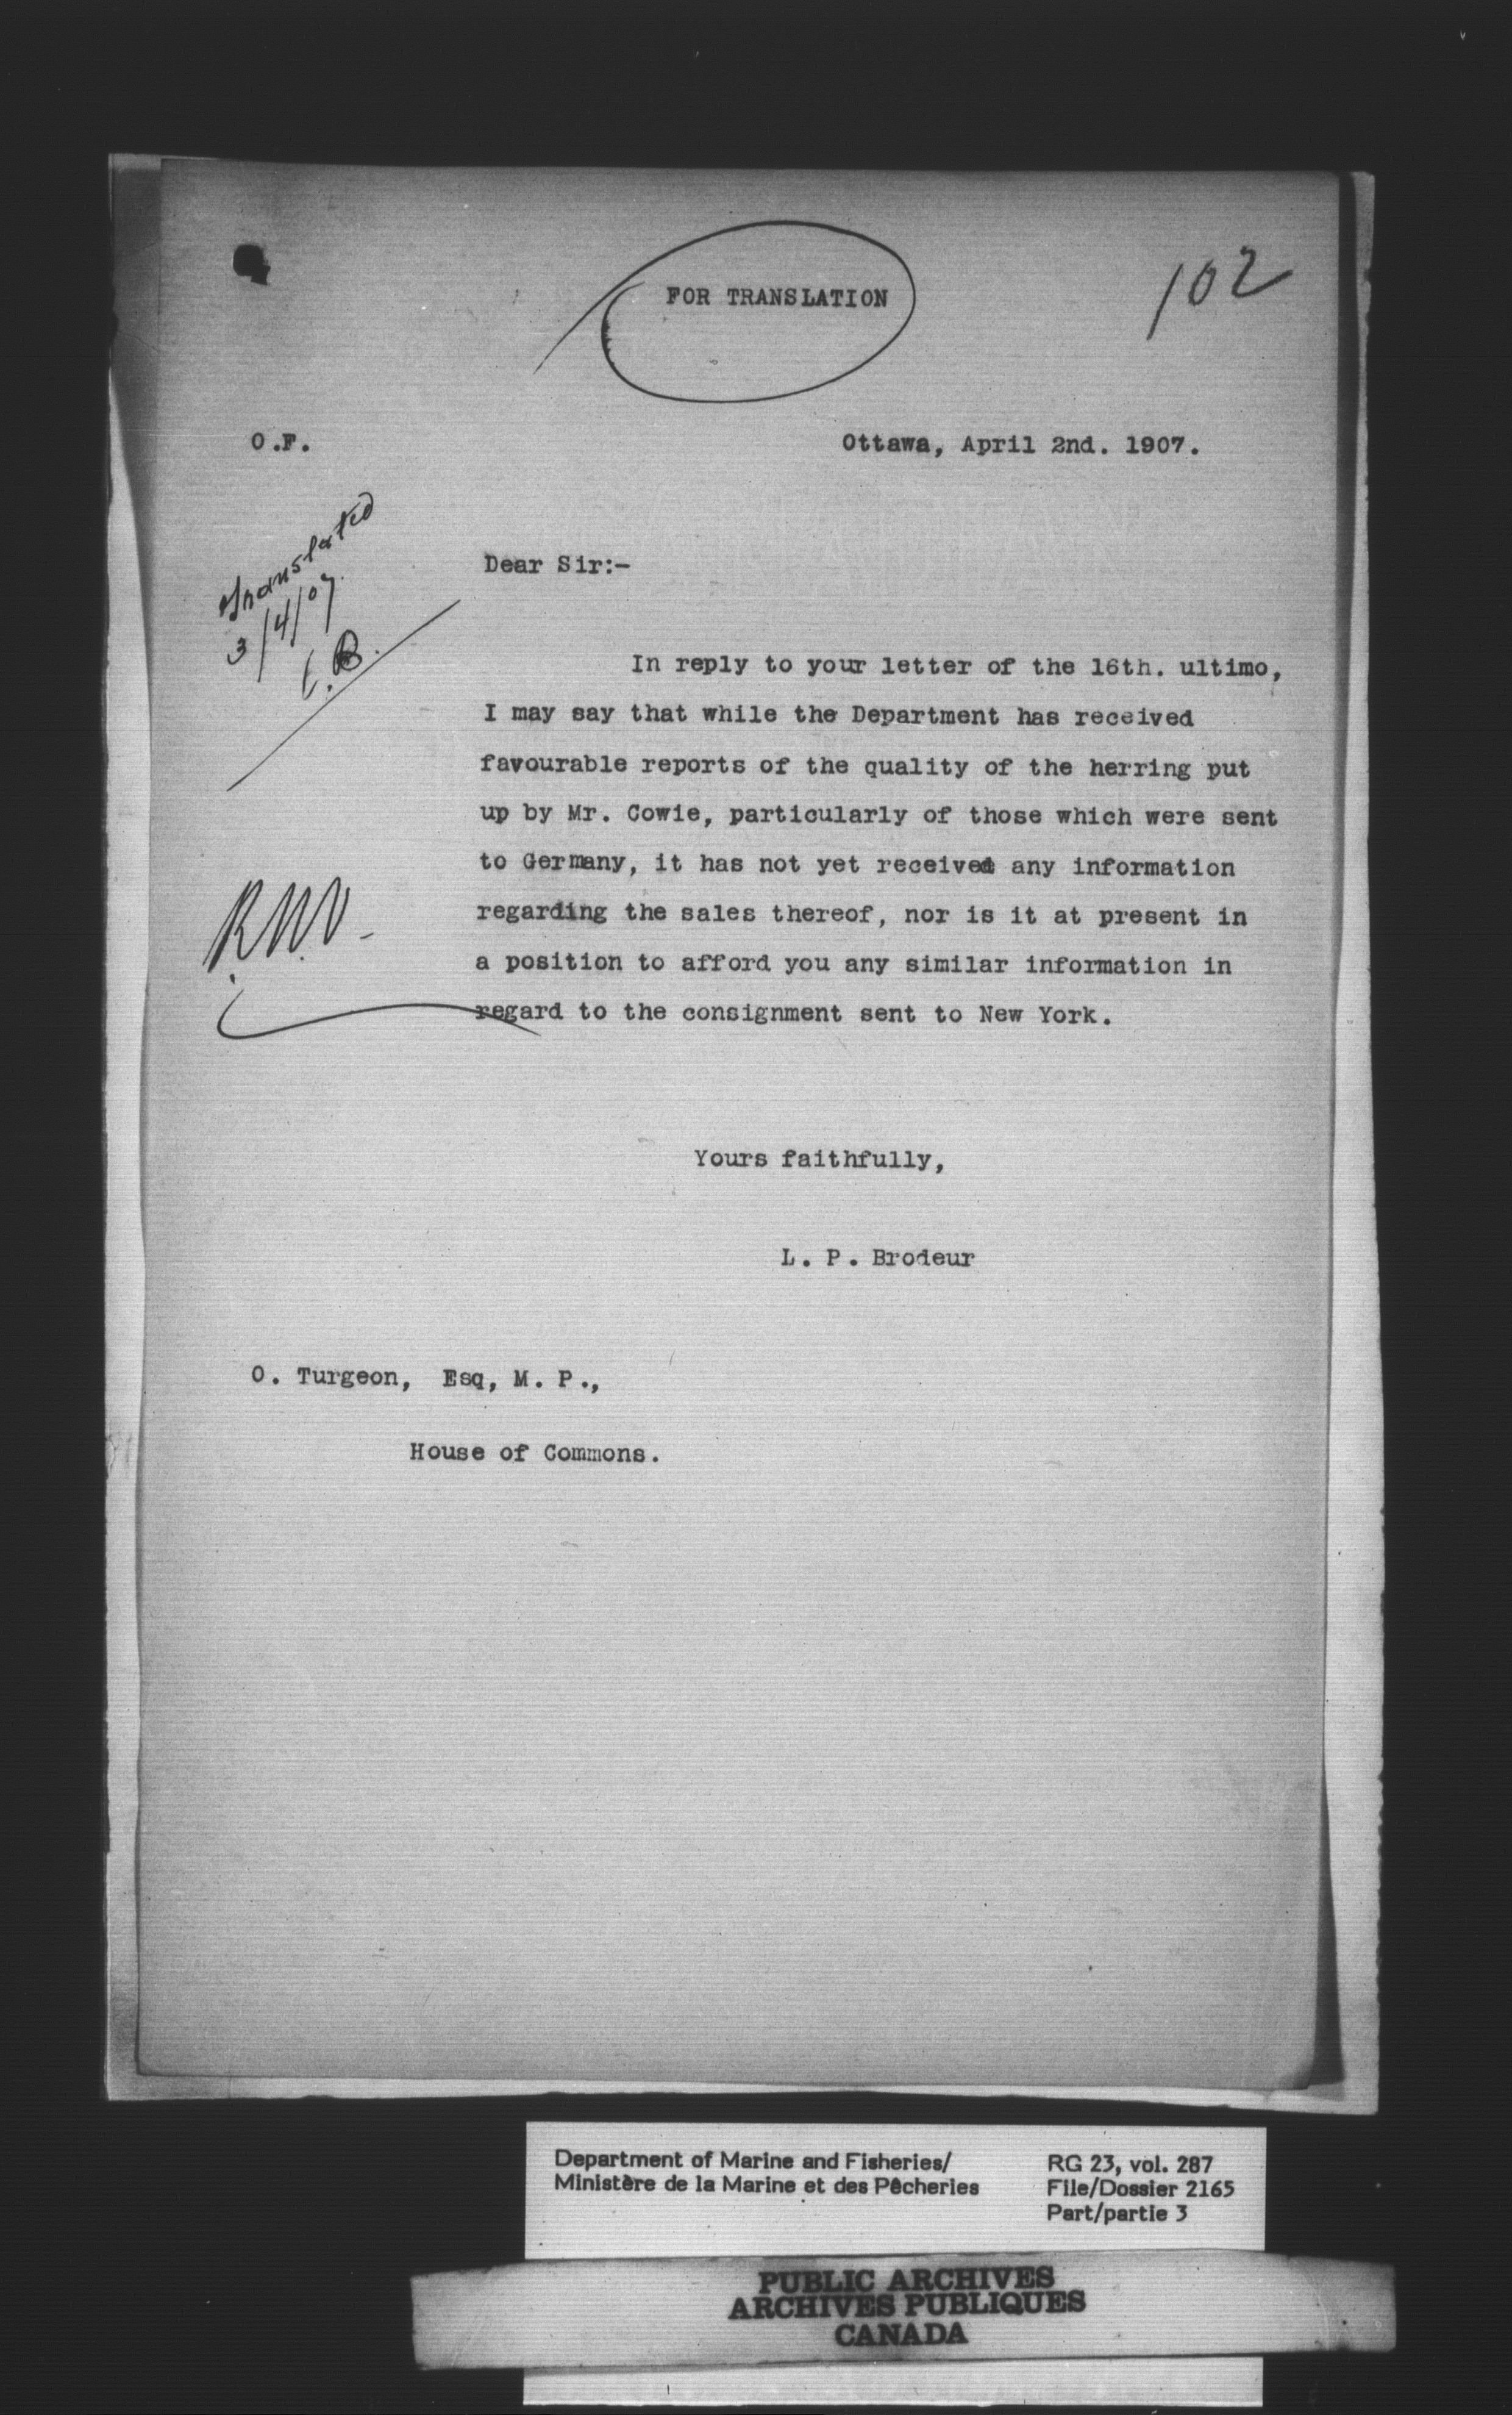 FOR TRANSLATION
102
O.F.
Ottawa, April 2nd. 1907.
Translated
3/4/07
C.B.
Dear Sir:-
In reply to your letter of the 16th. ultimo,
I may say that while the Department has received
favourable reports of the quality of the herring put
up by Mr. Cowie, particularly of those which were sent
to Germany, it has not yet received any information
regarding the sales thereof, nor is it at present in
a position to afford you any similar information in
regard to the consignment sent to New York.
Yours faithfully,
L. P. Brodeur
O. Turgeon, Esq, M. P.,
House of Commons.
Department of Marine and Fisheries/
Ministère de la Marine et des Pêcheries
RG 23, vol. 287
File/Dossier 2165
Part/partie 3
PUBLIC ARCHIVES
ARCHIVES PUBLIQUES
CANADA